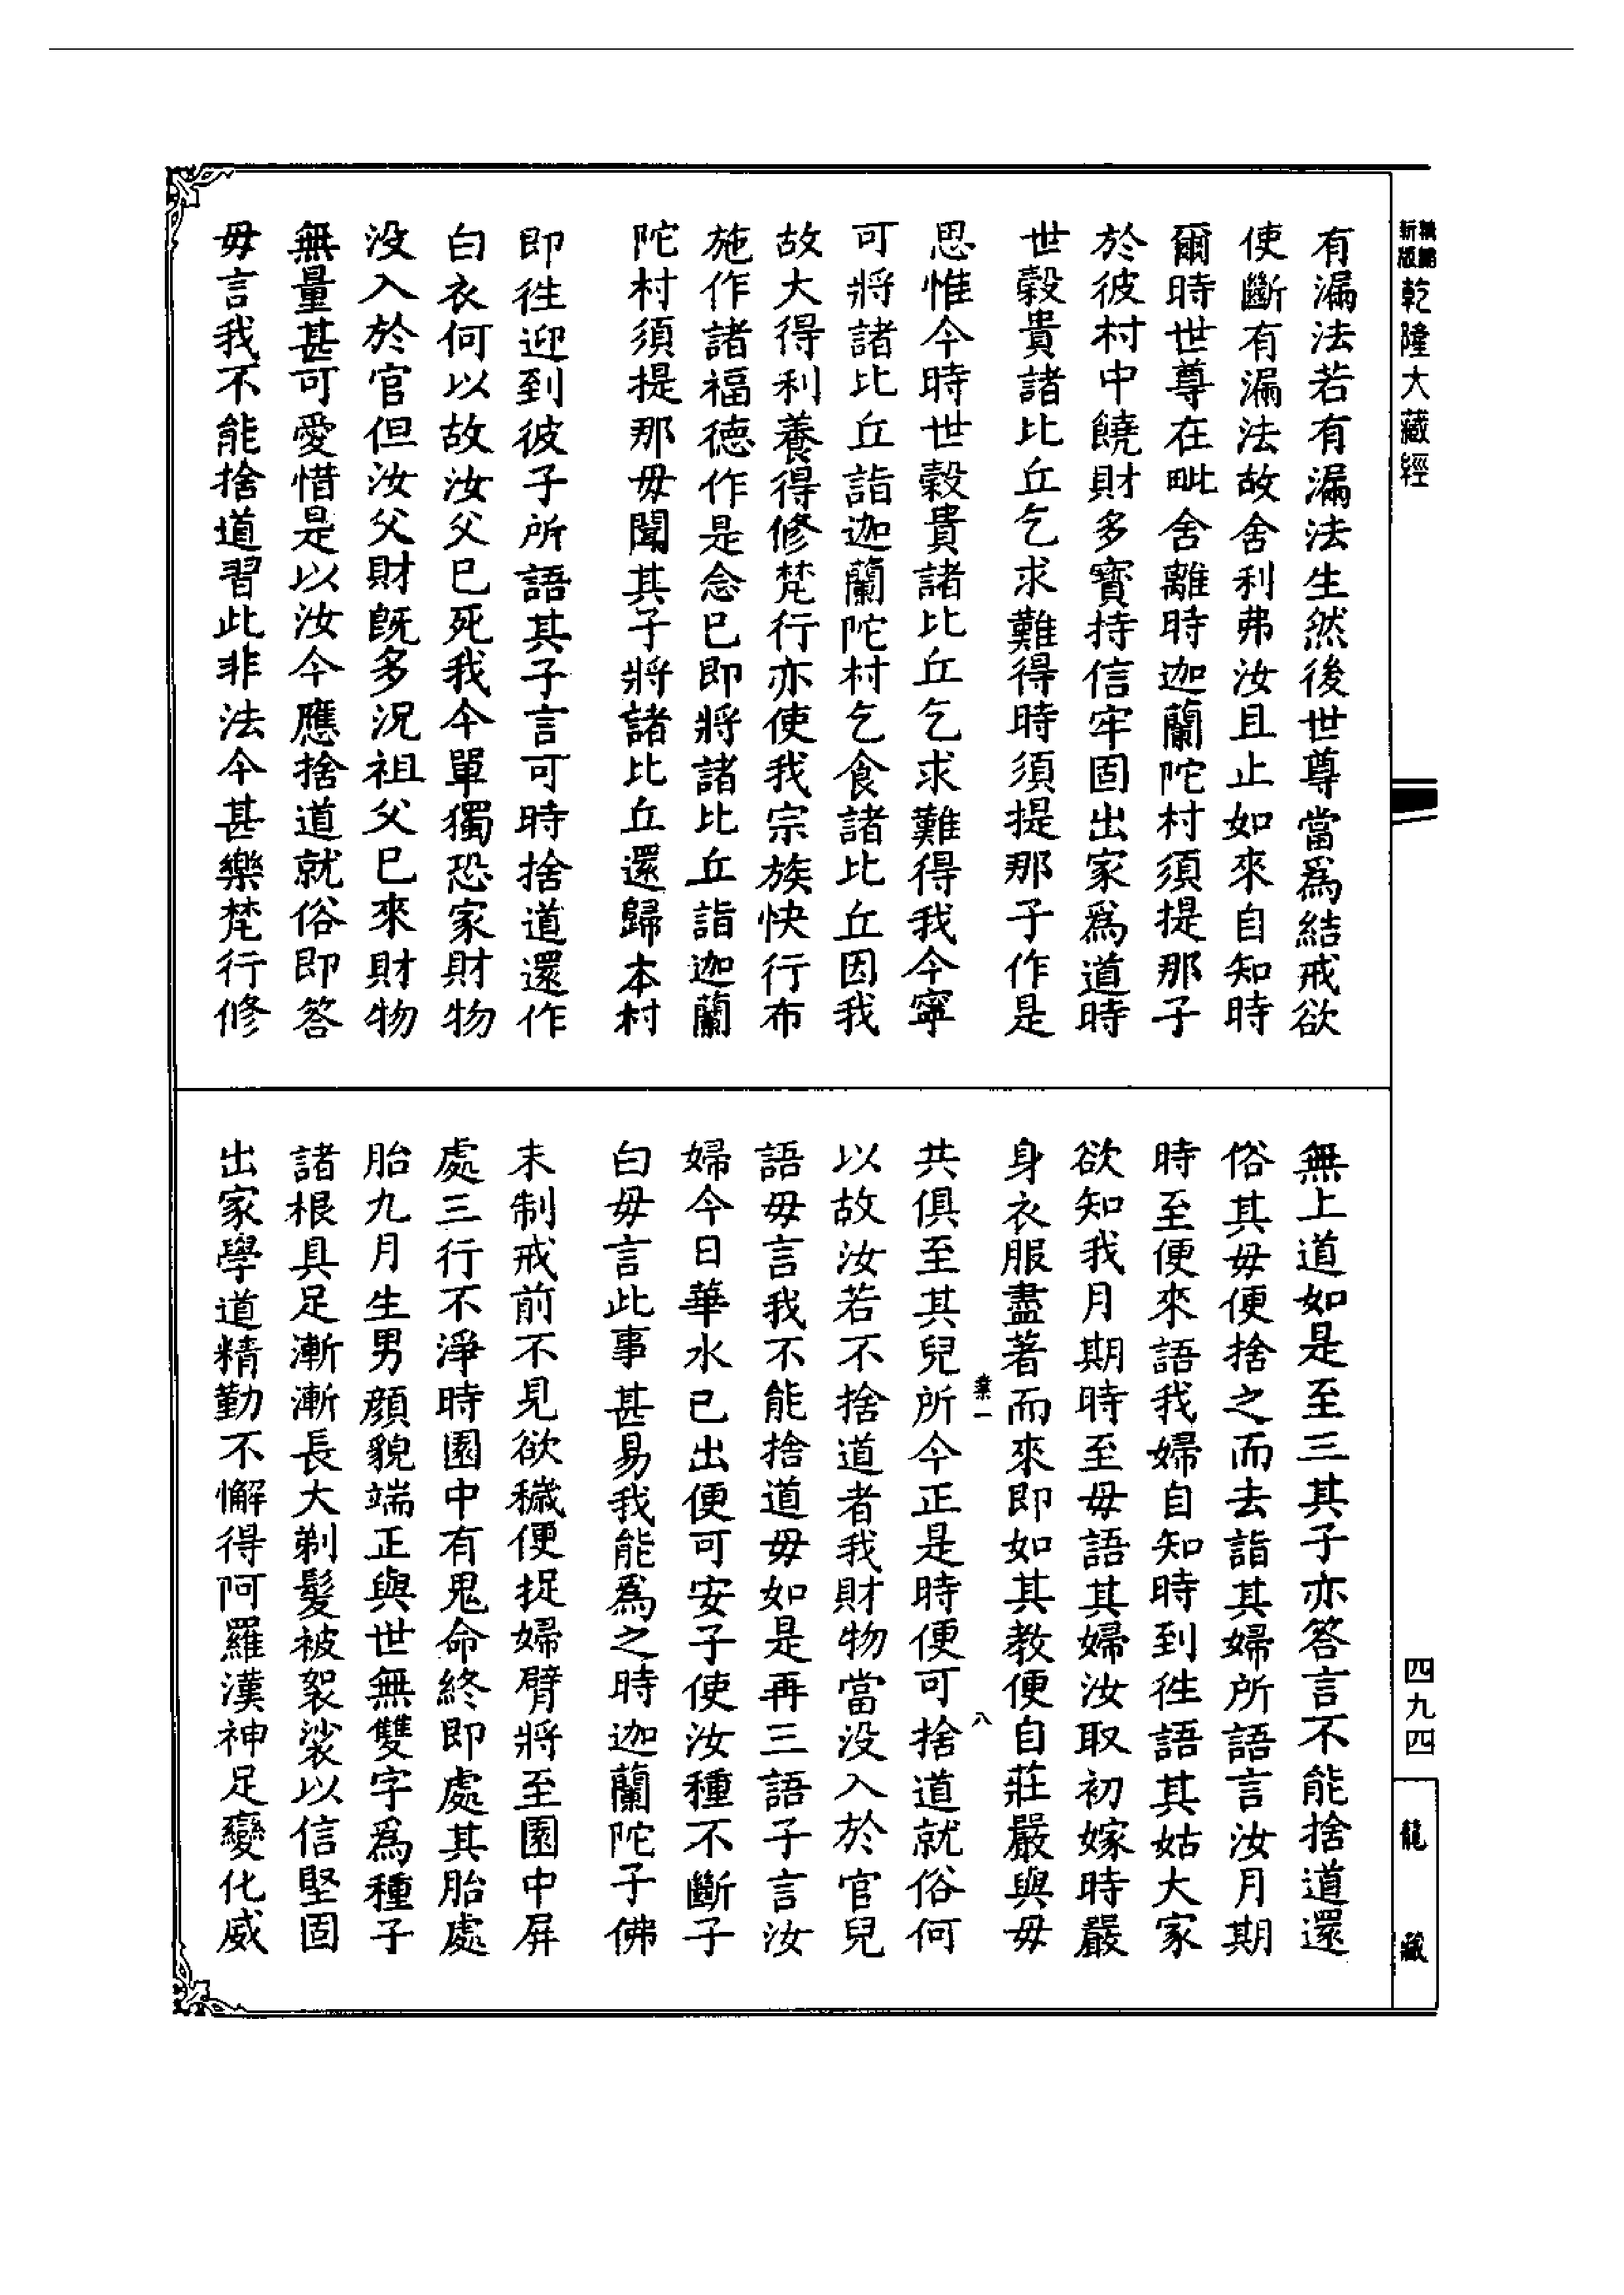 新版
乾隆大藏經
有漏法若有漏法生然後世尊當爲結戒欲
使斷有漏法故舍利弗汝且止如來自知時
爾時世尊在毗舍離時迦蘭陀村須提那子
於彼村中饒財多寶持信牢固出家爲道時
世穀貴諸比丘乞求難得時須提那子作是
思惟今時世穀貴諸比丘乞求難得我今寧
可將諸比丘詣迦蘭陀村乞食諸比丘因我
故大得利養得修梵行亦使我宗族快行布
施作諸福德作是念已即將諸比丘詣迦蘭
陀村須提那母聞其子將諸比丘還歸本村
即徃迎到彼子所語其子言可時捨道還作
白衣何以故汝父已死我今單獨恐家財物
没入於官但汝父財既多況祖父已來財物
無量甚可愛惜是以汝今應捨道就俗即答
母言我不能捨道習此非法今甚樂梵行修
無上道如是至三其子亦答言不能捨道還
俗其母便捨之而去詣其婦所語言汝月期
時至便來語我婦自知時到徃語其姑大家
欲知我月期時至母語其婦汝取初嫁時嚴
身衣服盡著而來即如其教便自莊嚴與母
業一 八
共俱至其兒所今正是時便可捨道就俗何
以故汝若不捨道者我財物當没入於官兒
語母言我不能捨道母如是再三語子言汝
婦今日華水已出便可安子使汝種不斷子
白母言此事甚易我能爲之時迦蘭陀子佛
未制戒前不見欲穢便捉婦臂將至園中屏
處三行不淨時園中有鬼命終即處其胎處
胎九月生男顔貌端正與世無雙字爲種子
諸根具足漸漸長大剃髮被袈裟以信堅固
出家學道精勤不懈得阿羅漢神足變化威
四九四
龍藏